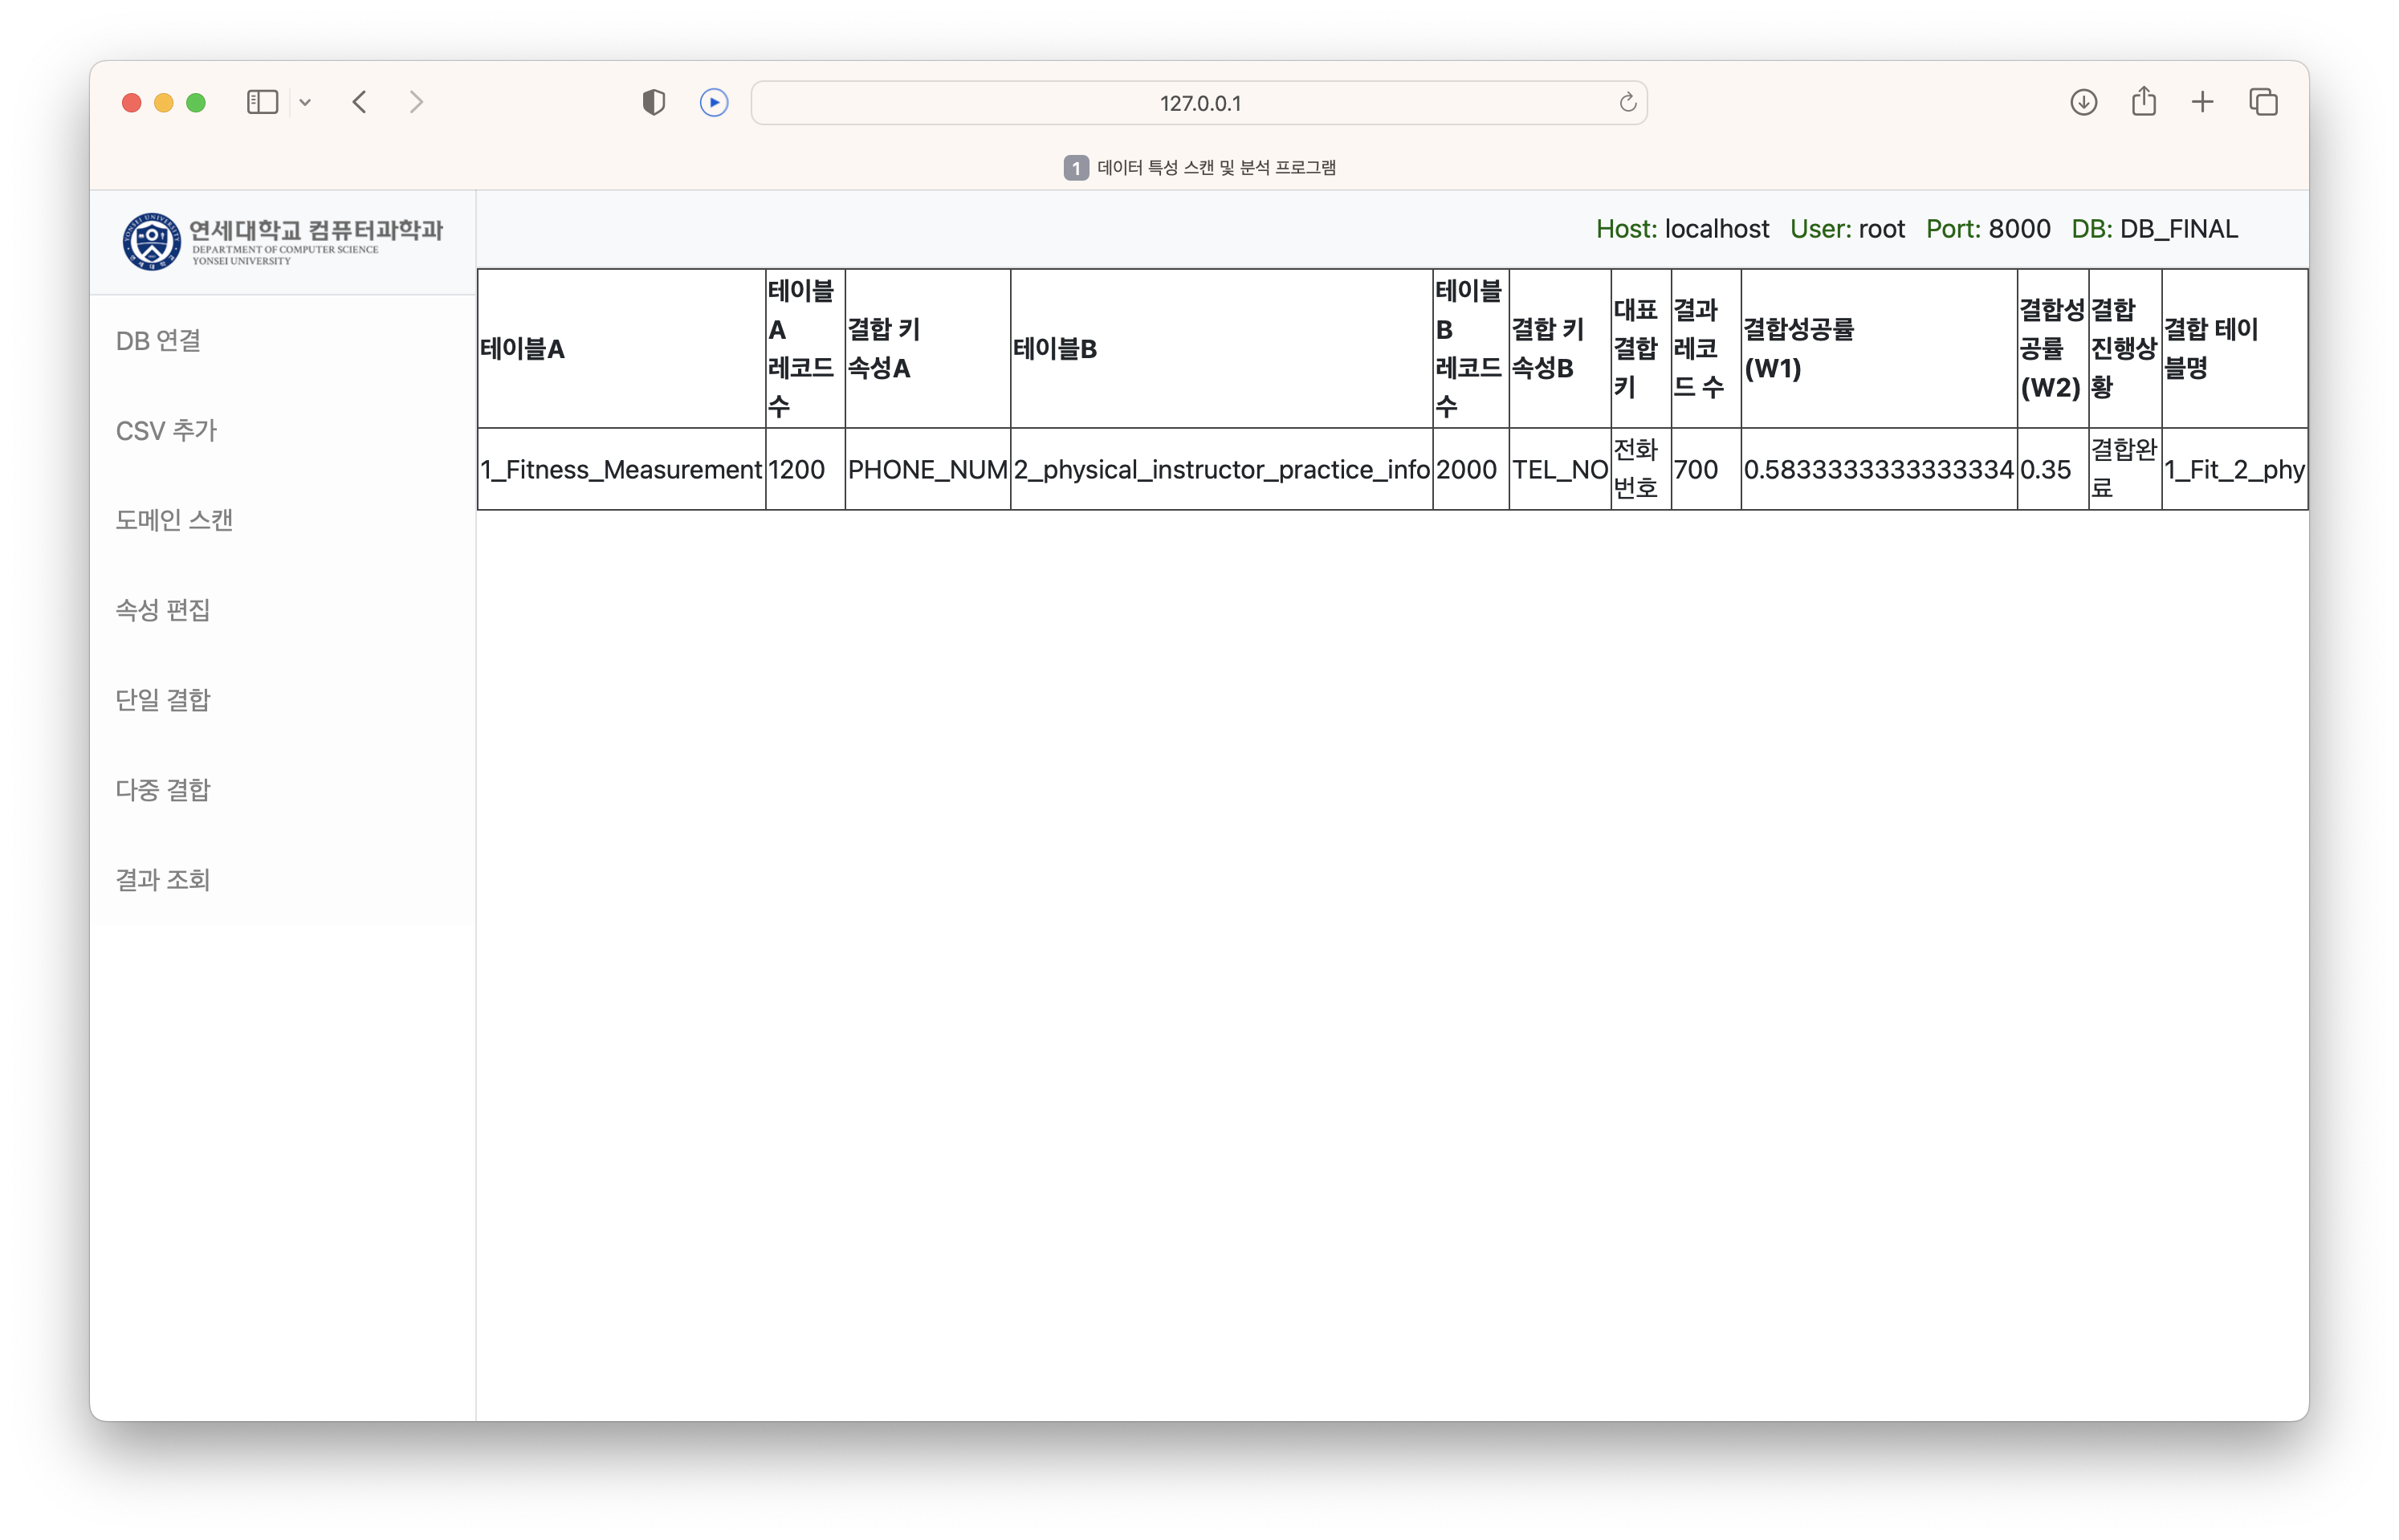 127.0.0.1
1 데이터 특성 스캔 및 분석 프로그램
연세대학교 컴퓨터과학과
DEPARTMENT OF COMPUTER SCIENCE
YONSEI UNIVERSITY
Host: localhost User: root Port: 8000 DB: DB_FINAL
DB 연결
CSV 추가
도메인 스캔
속성 편집
단일 결합
다중 결합
결과 조회
테이블A
테이블
A
레코드
수
결합 키
속성A
테이블B
테이블
B
레코드
수
결합 키
속성B
대표
결합
키
결과
레코
드 수
결합성공률
(W1)
결합성
공률
(W2)
결합
진행상
황
결합 테이
블명
1_Fitness_Measurement
1200
PHONE_NUM
2_physical_instructor_practice_info
2000
TEL_NO
전화
번호
700
0.5833333333333334
0.35
결합완
료
1_Fit_2_phy